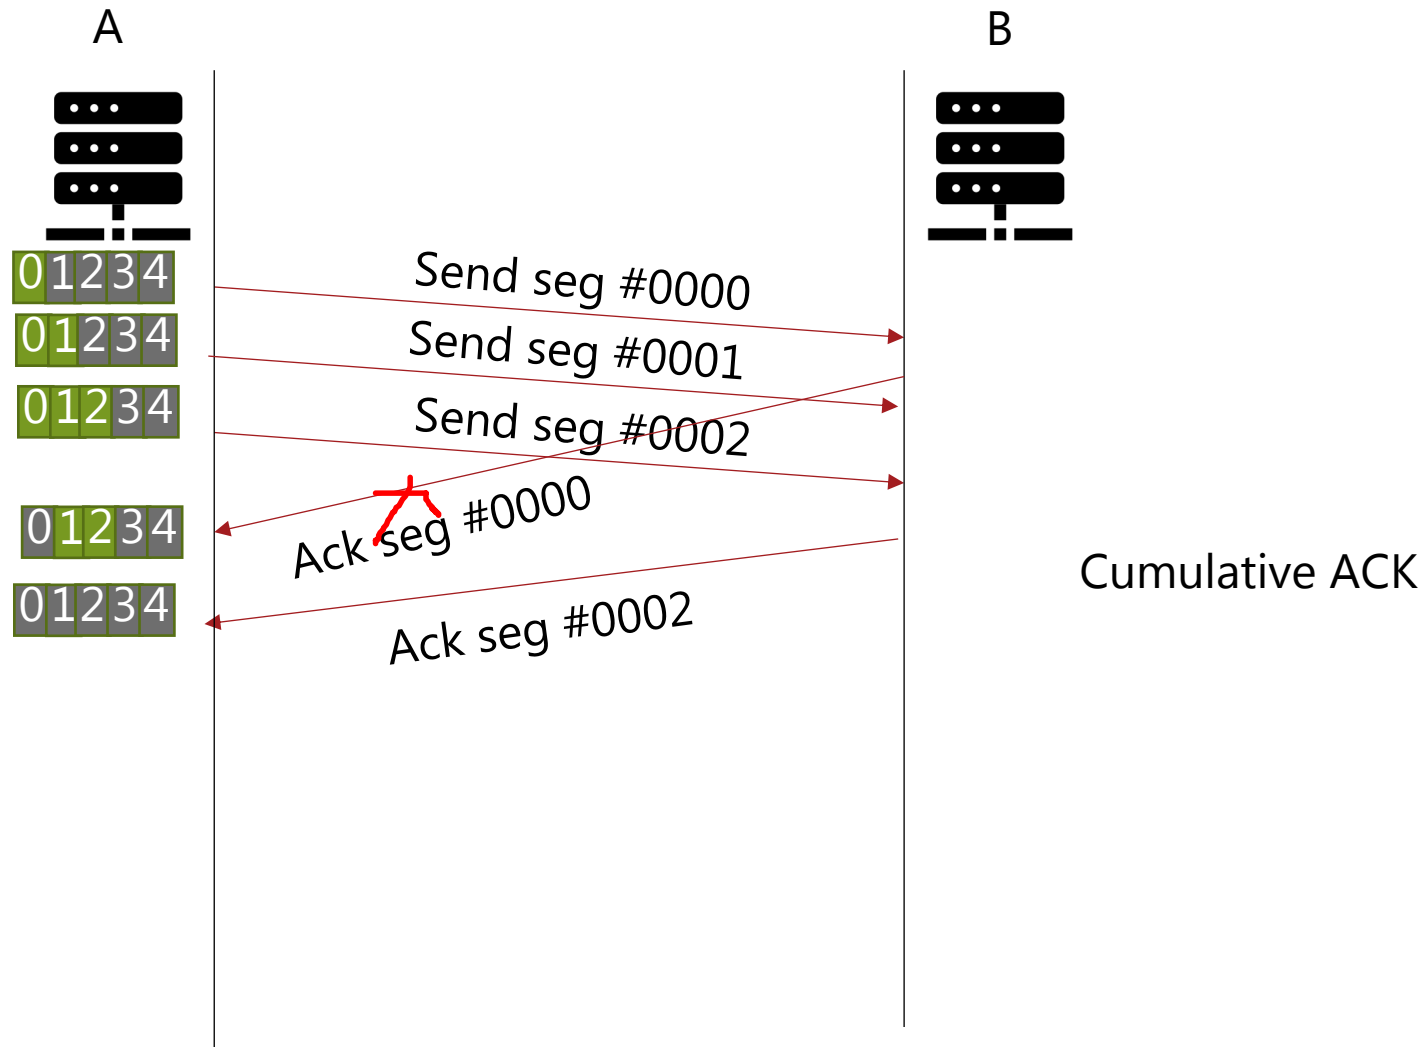 A
B
01234
Send seg #0000
01234
Send seg #0001
01234
Send seg #0002
01234
Ack seg #0000
Cumulative ACK
01234
Ack seg #0002